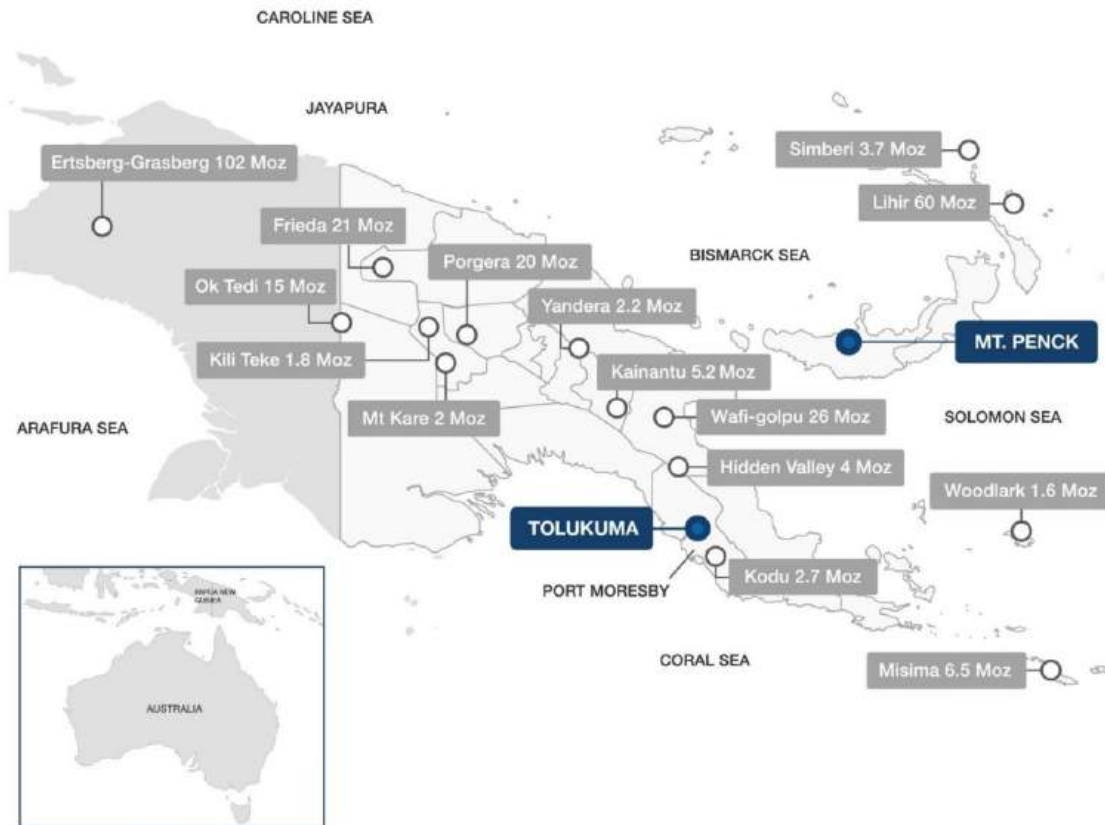 CAROLINE SEA
JAYAPURA
Simberi 3.7 Moz
Ertsberg-Grasberg 102 Moz
Lihir 60 Moz
Frieda 21 Moz
BISMARCK SEA
Porgera 20 Moz
Ok Tedi 15 Moz
Yandera 2.2 Moz
MT. PENCK
Kili Teke 1.8 Moz
Kainantu 5.2 Moz
Mt Kare 2 Moz
Wafi-golpu 26 Moz
SOLOMON SEA
ARAFURA SEA
Hidden Valley 4 Moz
Woodlark 1.6 Moz
TOLUKUMA
Kodu 2.7 Moz
PORT MORESBY
CORAL SEA
Misima 6.5 Moz
PAPUA NEW
GUINEA
AUSTRALIA